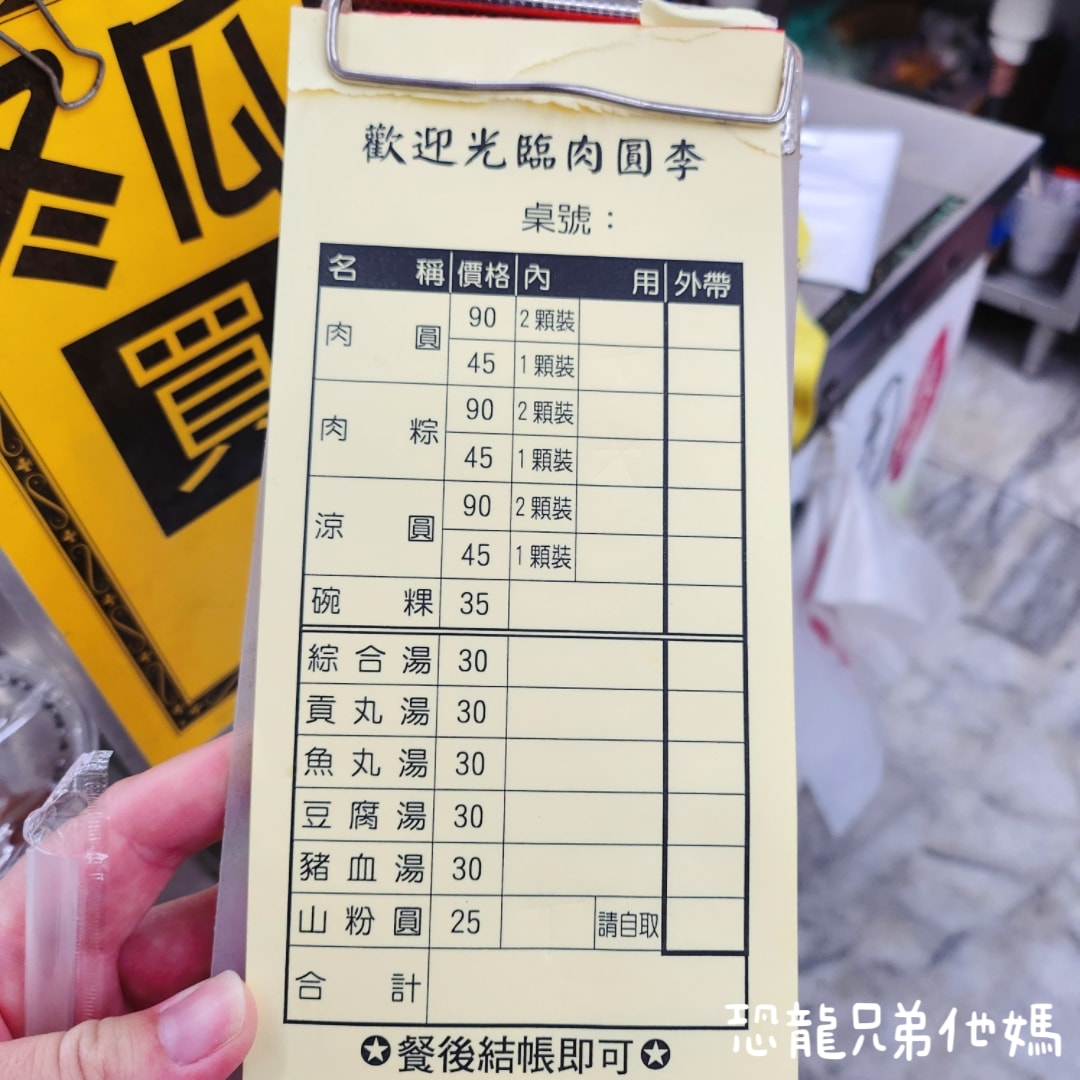 冬瓜
買
歡迎光臨肉圓李
桌號：
名稱 價格 內用 外帶
肉圓 90 2顆裝
45 1顆裝
肉粽 90 2顆裝
45 1顆裝
涼圓 90 2顆裝
45 1顆裝
碗粿 35
綜合湯 30
貢丸湯 30
魚丸湯 30
豆腐湯 30
豬血湯 30
山粉圓 25 請自取
合計
✪餐後結帳即可✪
恐龍兄弟他媽